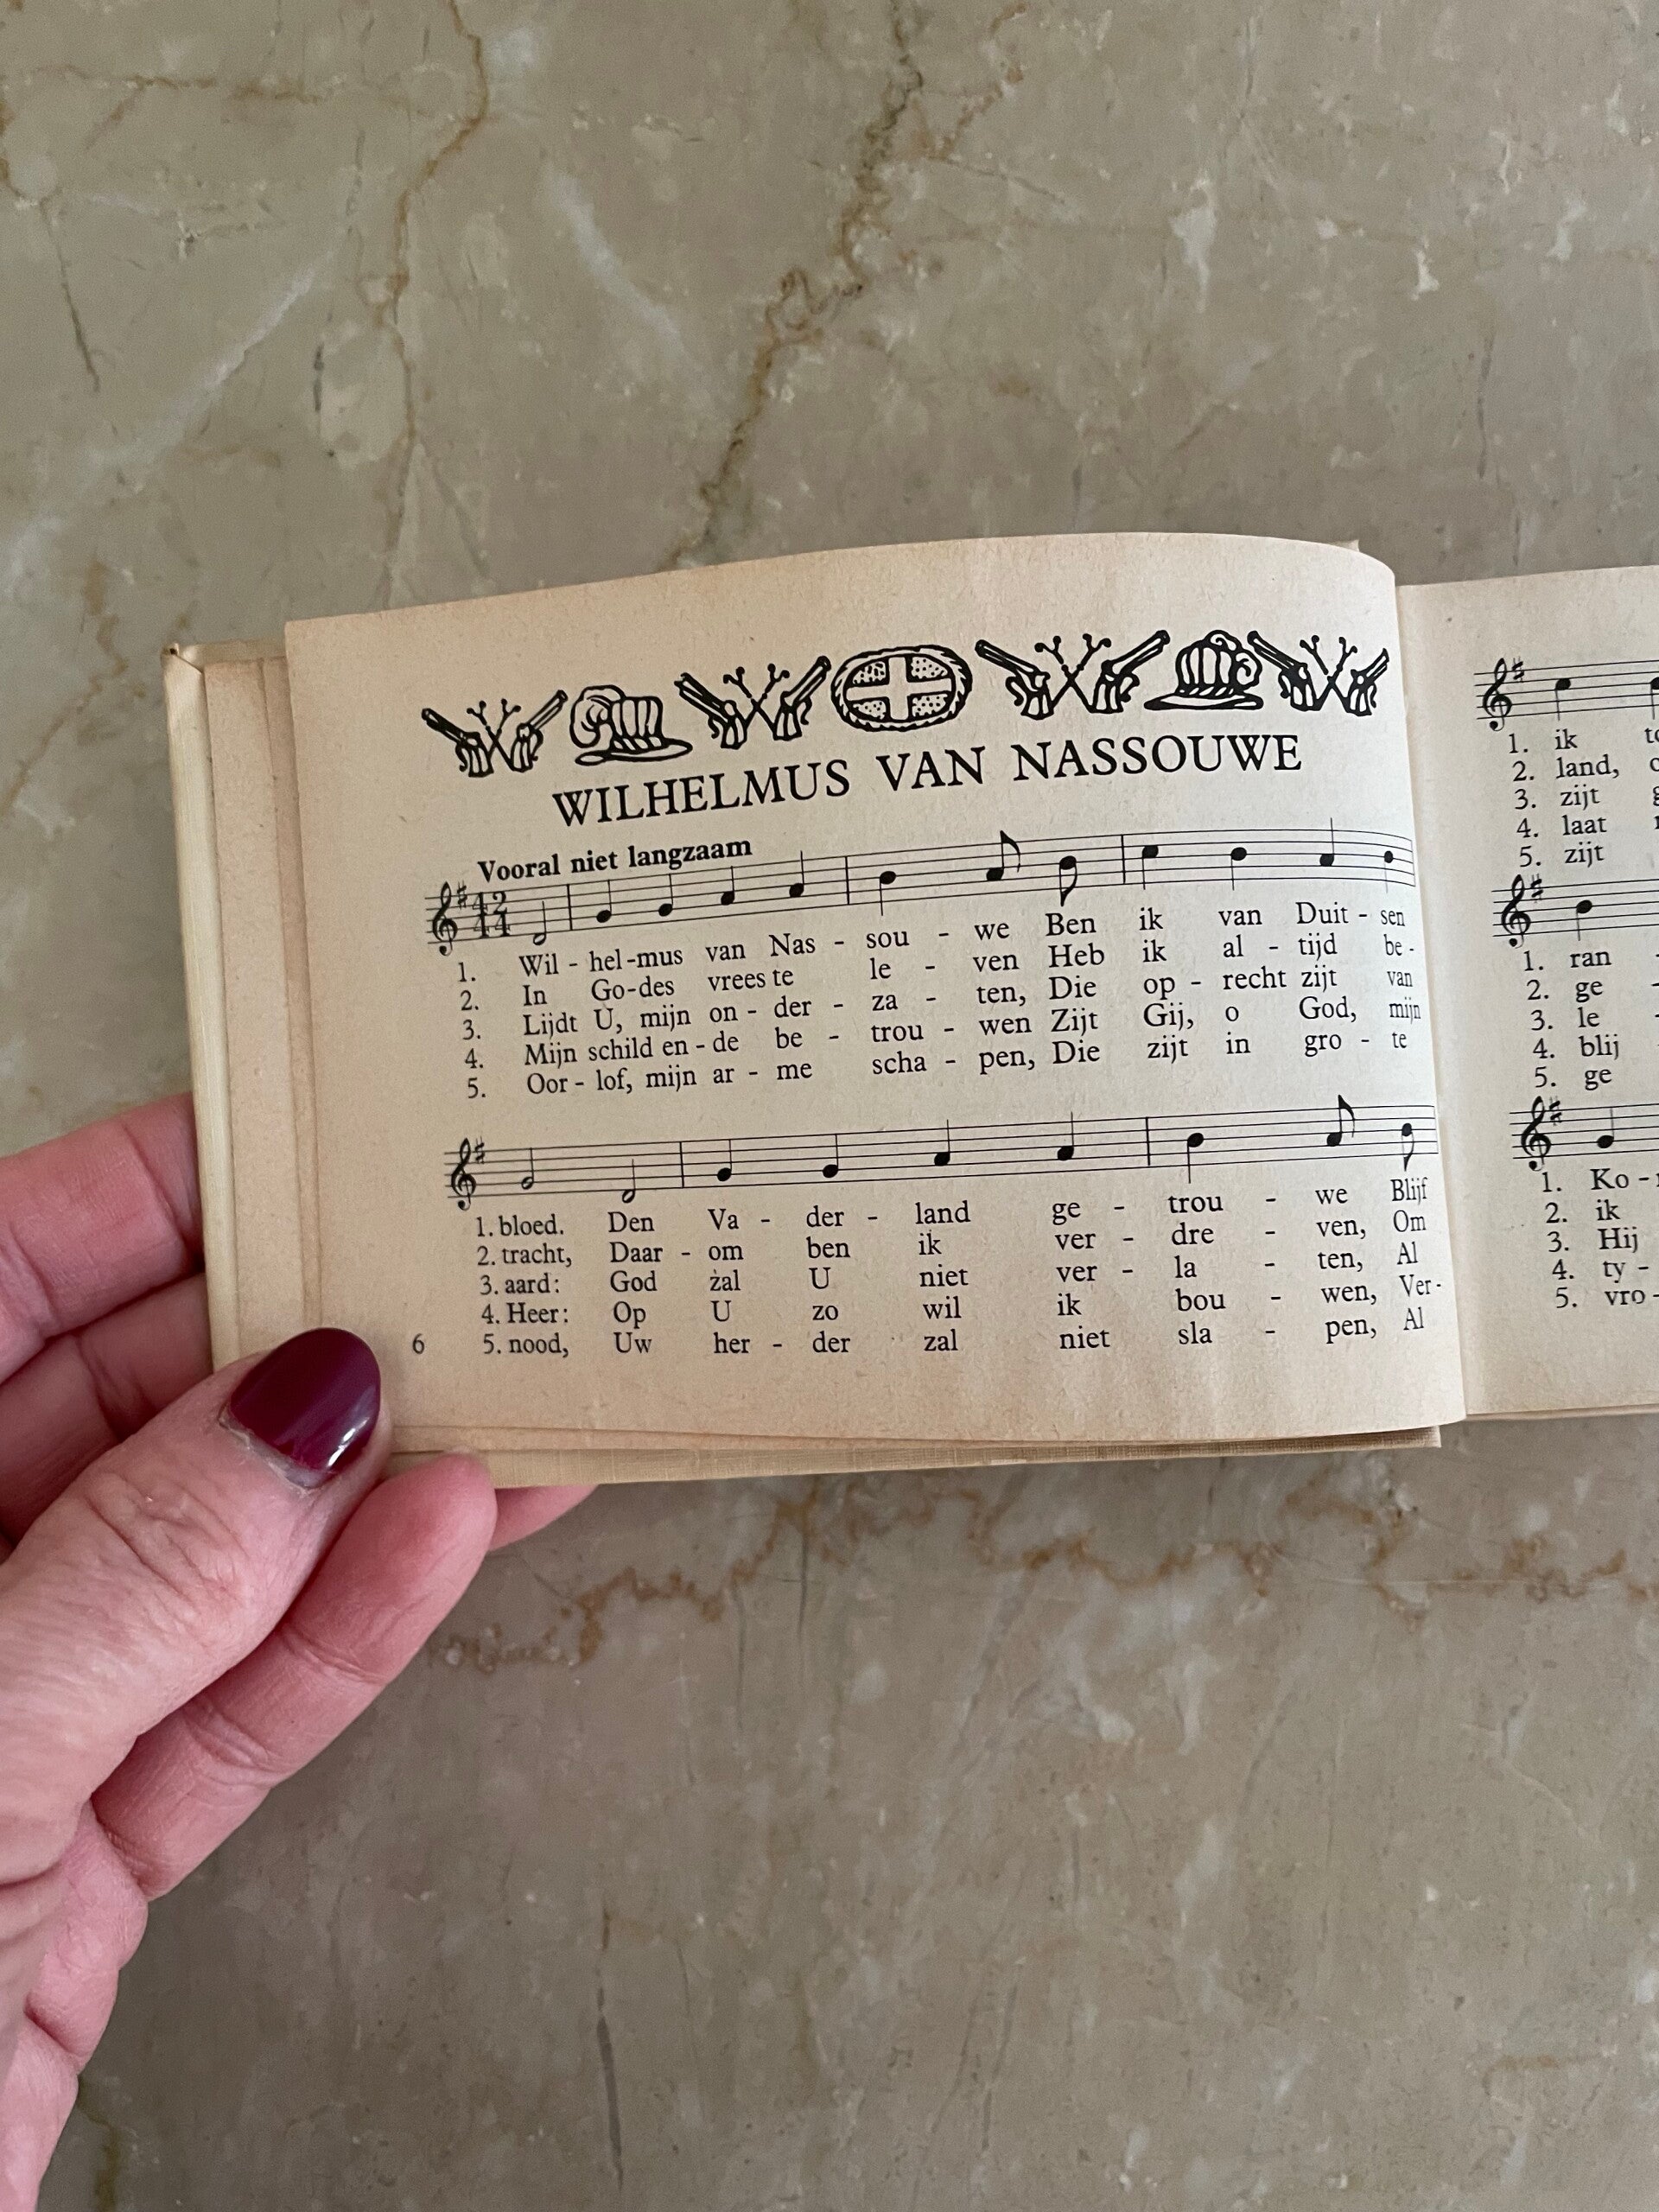 WILHELMUS VAN NASSOUWE
Vooral niet langzaam
4 2
4 4
1. Wil - hel - mus van Nas - sou - we Ben ik van Duit - sen
2. In Go - des vrees te le - ven Heb ik al - tijd be -
3. Lijdt U, mijn on - der - za - ten, Die op - recht zijt van
4. Mijn schild en - de be - trou - wen Zijt Gij, o God, mijn
5. Oor - lof, mijn ar - me scha - pen, Die zijt in gro - te
1. bloed. Den Va - der - land ge - trou - we Blijf
2. tracht, Daar - om ben ik ver - dre - ven, Om
3. aard: God zal U niet ver - la - ten, Al
4. Heer: Op U zo wil ik bou - wen, Ver -
5. nood, Uw her - der zal niet sla - pen, Al
6
1. ik
2. land,
3. zijt
4. laat
5. zijt
1. ran -
2. ge -
3. le
4. blij
5. ge
1. Ko -
2. ik
3. Hij
4. ty -
5. vro -